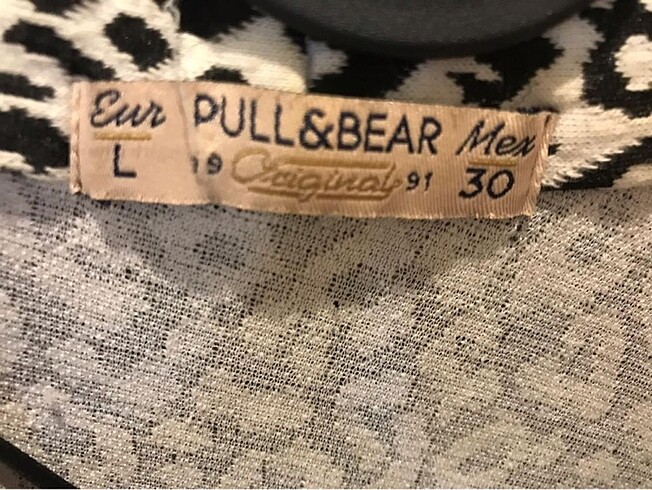 Eur PULL&BEAR Mex
L 19 Original 91 30